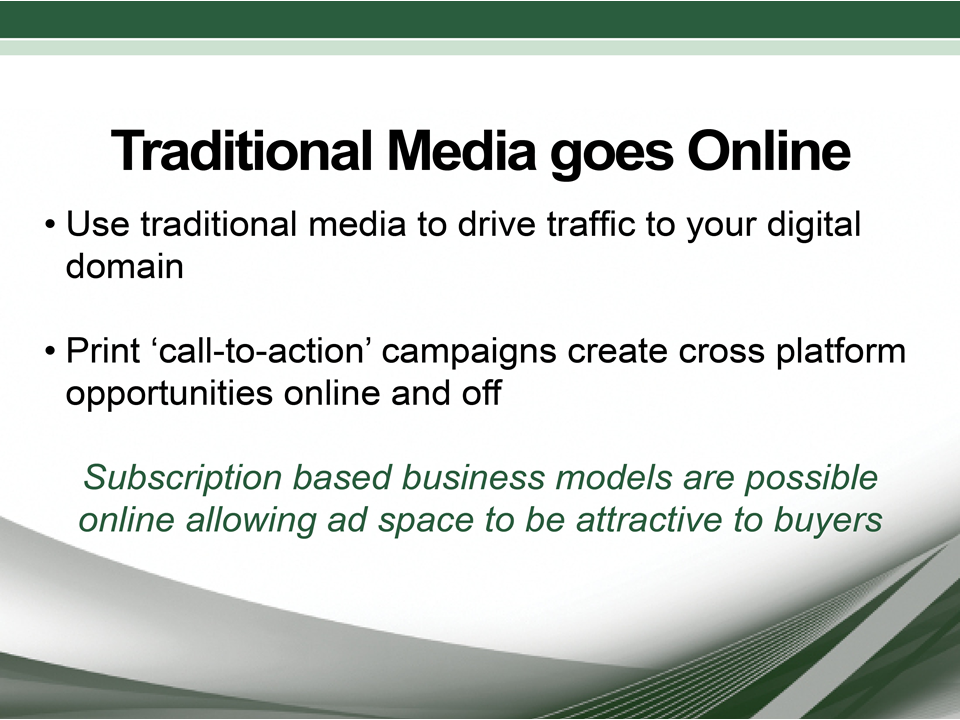 Traditional Media goes Online
• Use traditional media to drive traffic to your digital
domain
• Print ‘call-to-action’ campaigns create cross platform
opportunities online and off
Subscription based business models are possible
online allowing ad space to be attractive to buyers